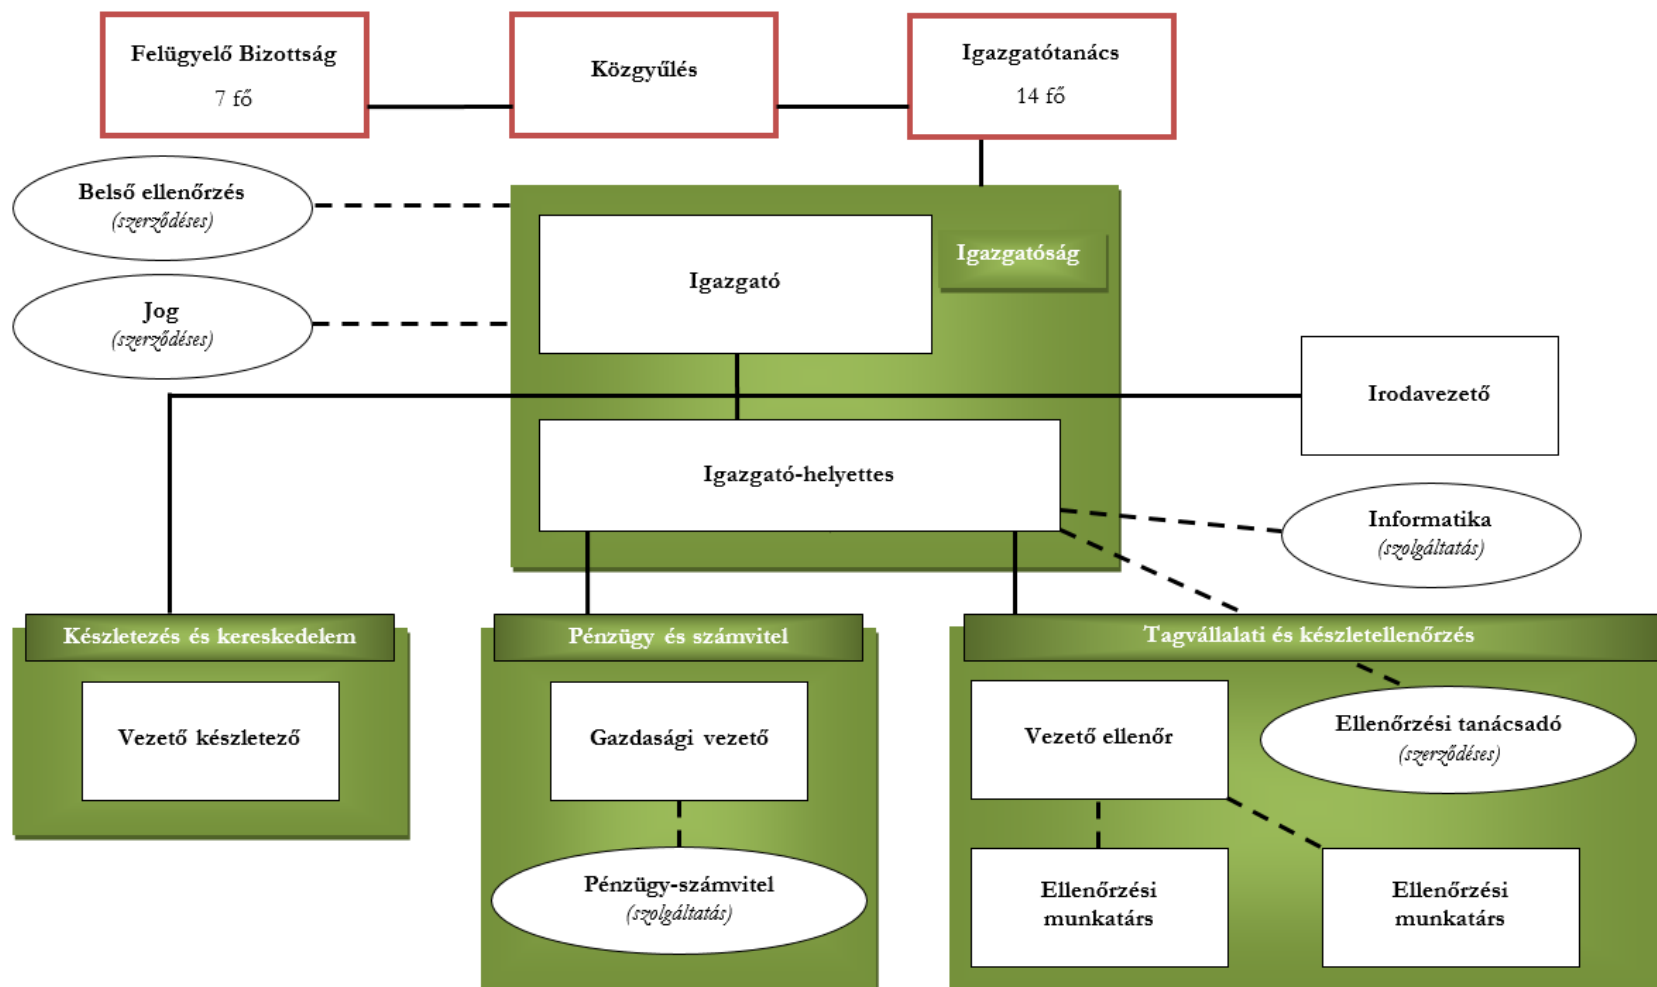 Felügyelő Bizottság
7 fő
Közgyűlés
Igazgatótanács
14 fő
Belső ellenőrzés
(szerződéses)
Jog
(szerződéses)
Igazgató
Igazgatóság
Irodavezető
Igazgató-helyettes
Informatika
(szolgáltatás)
Készletezés és kereskedelem
Vezető készletező
Pénzügy és számvitel
Gazdasági vezető
Pénzügy-számvitel
(szolgáltatás)
Tagvállalati és készletellenőrzés
Vezető ellenőr
Ellenőrzési tanácsadó
(szerződéses)
Ellenőrzési
munkatárs
Ellenőrzési
munkatárs